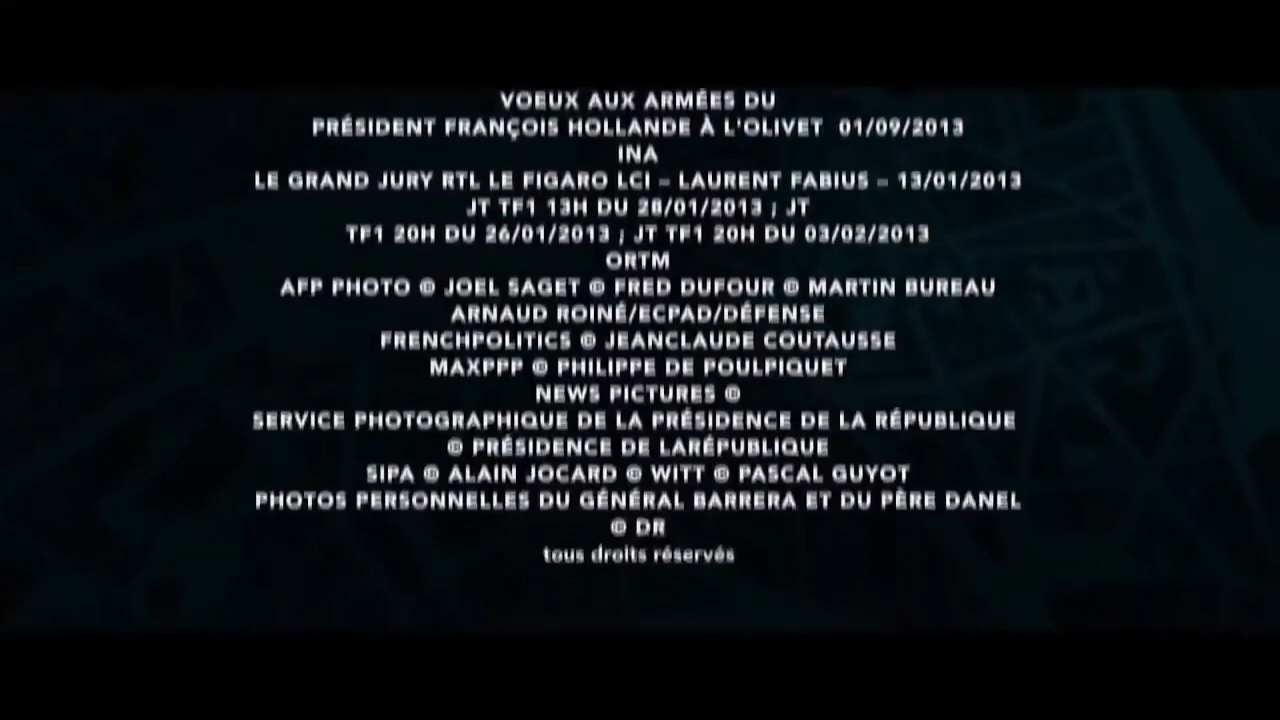 VOEUX AUX ARMÉES DU
PRÉSIDENT FRANÇOIS HOLLANDE À L'OLIVET 01/09/2013
INA
LE GRAND JURY RTL LE FIGARO LCI – LAURENT FABIUS – 13/01/2013
JT TF1 13H DU 28/01/2013 ; JT
TF1 20H DU 26/01/2013 ; JT TF1 20H DU 03/02/2013
ORTM
AFP PHOTO © JOEL SAGET © FRED DUFOUR © MARTIN BUREAU
ARNAUD ROINÉ/ECPAD/DÉFENSE
FRENCHPOLITICS © JEANCLAUDE COUTAUSSE
MAXPPP © PHILIPPE DE POULPIQUET
NEWS PICTURES ©
SERVICE PHOTOGRAPHIQUE DE LA PRÉSIDENCE DE LA RÉPUBLIQUE
© PRÉSIDENCE DE LARÉPUBLIQUE
SIPA © ALAIN JOCARD © WITT © PASCAL GUYOT
PHOTOS PERSONNELLES DU GÉNÉRAL BARRERA ET DU PÈRE DANEL
© DR
tous droits réservés